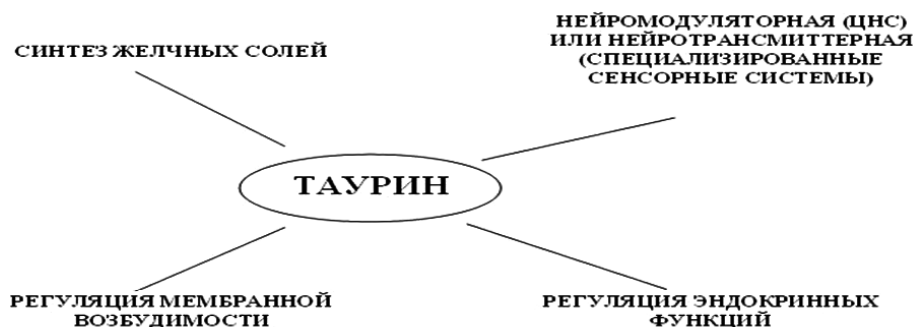 СИНТЕЗ ЖЕЛЧНЫХ СОЛЕЙ
НЕЙРОМОДУЛЯТОРНАЯ (ЦНС)
ИЛИ НЕЙРОТРАНСМИТТЕРНАЯ
(СПЕЦИАЛИЗИРОВАННЫЕ
СЕНСОРНЫЕ СИСТЕМЫ)
ТАУРИН
РЕГУЛЯЦИЯ МЕМБРАННОЙ
ВОЗБУДИМОСТИ
РЕГУЛЯЦИЯ ЭНДОКРИННЫХ
ФУНКЦИЙ